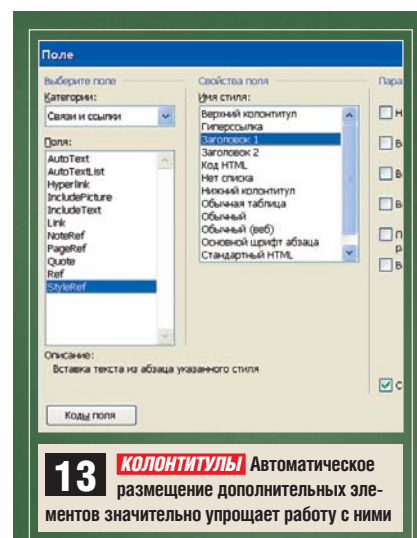 Поле
Выберите поле
Категории:
Связи и ссылки
Поля:
AutoText
AutoTextList
Hyperlink
IncludePicture
IncludeText
Link
NoteRef
PageRef
Quote
Ref
StyleRef
Свойства поля
Имя стиля:
Верхний колонтитул
Гиперссылка
Заголовок 1
Заголовок 2
Код HTML
Нет списка
Нижний колонтитул
Обычная таблица
Обычный
Обычный (веб)
Основной шрифт абзаца
Стандартный HTML
Пара
Н
В
В
В
П
р
В
С
Описание:
Вставка текста из абзаца указанного стиля
Коды поля
13 КОЛОНТИТУЛЫ Автоматическое
размещение дополнительных эле-
ментов значительно упрощает работу с ними